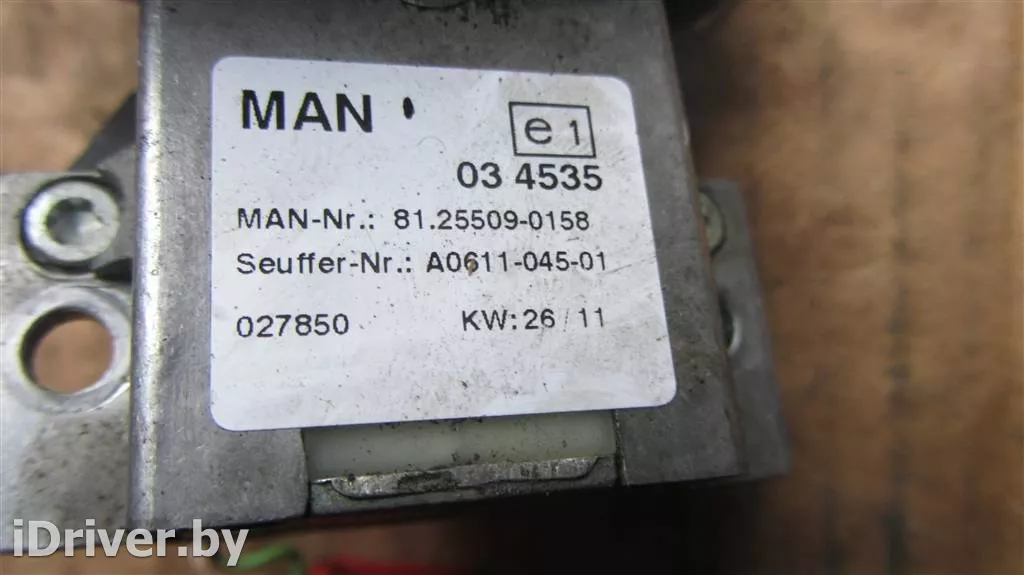 MAN
e1
03 4535
MAN-Nr.: 81.25509-0158
Seuffer-Nr.: A0611-045-01
027850 KW: 26 / 11
iDriver.by